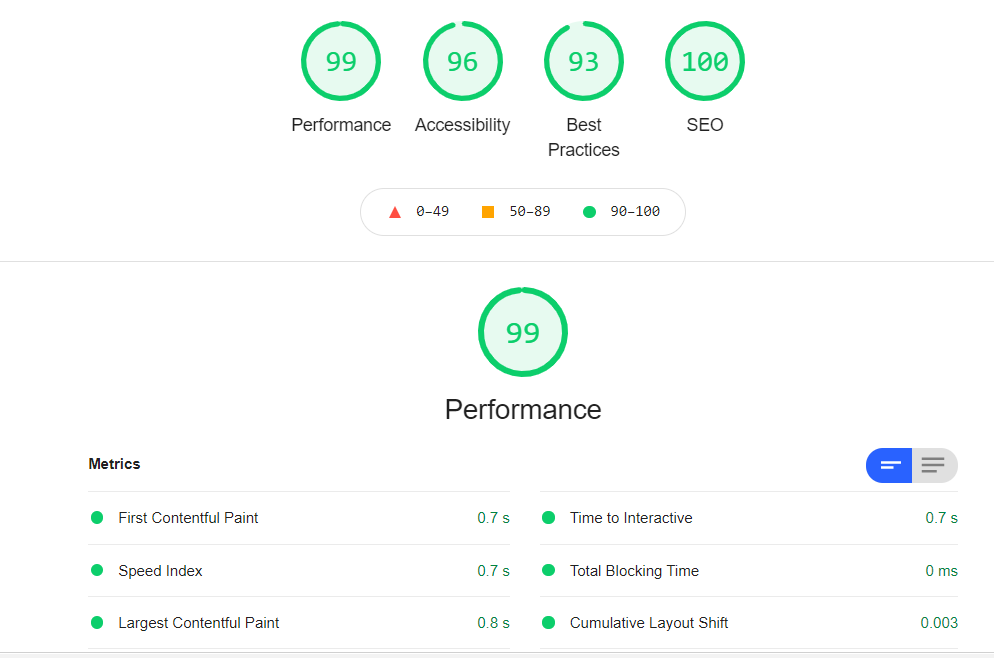 99 96 93 100
Performance Accessibility Best Practices SEO
0–49 50–89 90–100
99
Performance
Metrics
First Contentful Paint 0.7 s
Time to Interactive 0.7 s
Speed Index 0.7 s
Total Blocking Time 0 ms
Largest Contentful Paint 0.8 s
Cumulative Layout Shift 0.003